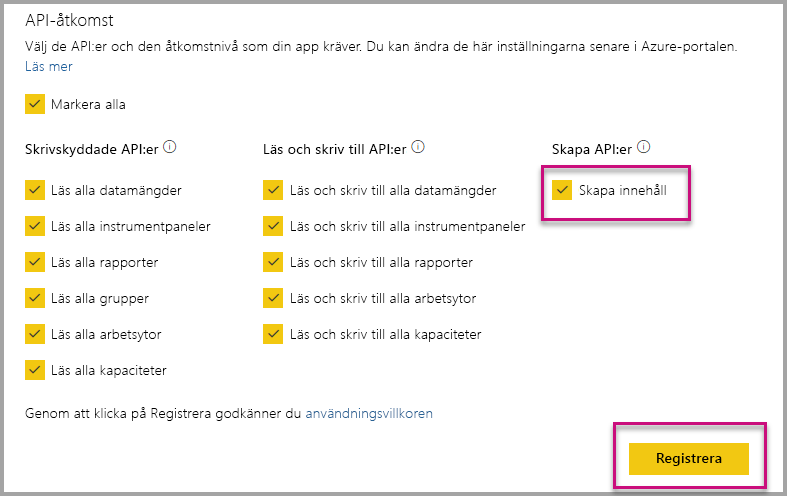 API-åtkomst
Välj de API:er och den åtkomstnivå som din app kräver. Du kan ändra de här inställningarna senare i Azure-portalen.
Läs mer
Markera alla
Skrivskyddade API:er
Läs alla datamängder
Läs alla instrumentpaneler
Läs alla rapporter
Läs alla grupper
Läs alla arbetsytor
Läs alla kapaciteter
Läs och skriv till API:er
Läs och skriv till alla datamängder
Läs och skriv till alla instrumentpaneler
Läs och skriv till alla rapporter
Läs och skriv till alla arbetsytor
Läs och skriv till alla kapaciteter
Skapa API:er
Skapa innehåll
Genom att klicka på Registrera godkänner du användningsvillkoren
Registrera